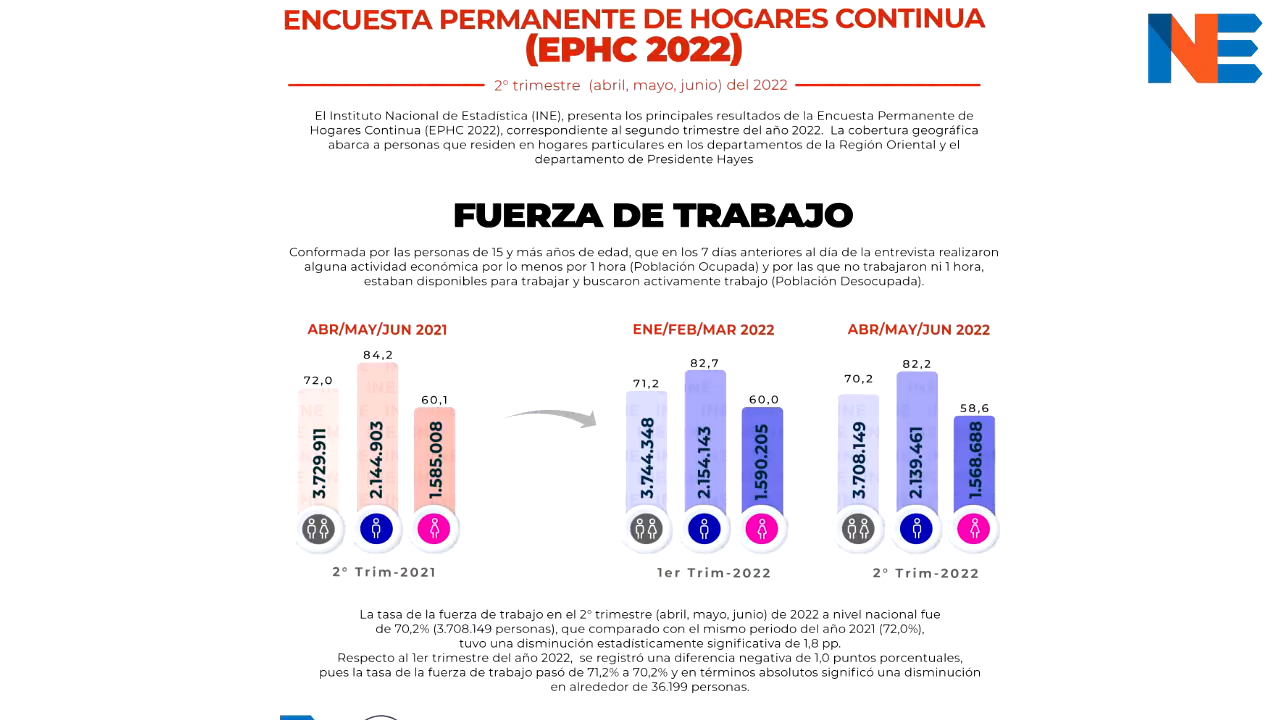 ENCUESTA PERMANENTE DE HOGARES CONTINUA
(EPHC 2022)
NE
2° trimestre (abril, mayo, junio) del 2022
El Instituto Nacional de Estadística (INE), presenta los principales resultados de la Encuesta Permanente de
Hogares Continua (EPHC 2022), correspondiente al segundo trimestre del año 2022. La cobertura geográfica
abarca a personas que residen en hogares particulares en los departamentos de la Región Oriental y el
departamento de Presidente Hayes
FUERZA DE TRABAJO
Conformada por las personas de 15 y más años de edad, que en los 7 días anteriores al día de la entrevista realizaron
alguna actividad económica por lo menos por 1 hora (Población Ocupada) y por las que no trabajaron ni 1 hora,
estaban disponibles para trabajar y buscaron activamente trabajo (Población Desocupada).
ABR/MAY/JUN 2021
72,0
84,2
60,1
3.729.911
2.144.903
1.585.008
2° Trim-2021
ENE/FEB/MAR 2022
71,2
82,7
60,0
3.744.348
2.154.143
1.590.205
1er Trim-2022
ABR/MAY/JUN 2022
70,2
82,2
58,6
3.708.149
2.139.461
1.568.688
2° Trim-2022
La tasa de la fuerza de trabajo en el 2° trimestre (abril, mayo, junio) de 2022 a nivel nacional fue
de 70,2% (3.708.149 personas), que comparado con el mismo periodo del año 2021 (72,0%),
tuvo una disminución estadísticamente significativa de 1,8 pp.
Respecto al 1er trimestre del año 2022, se registró una diferencia negativa de 1,0 puntos porcentuales,
pues la tasa de la fuerza de trabajo pasó de 71,2% a 70,2% y en términos absolutos significó una disminución
en alrededor de 36.199 personas.